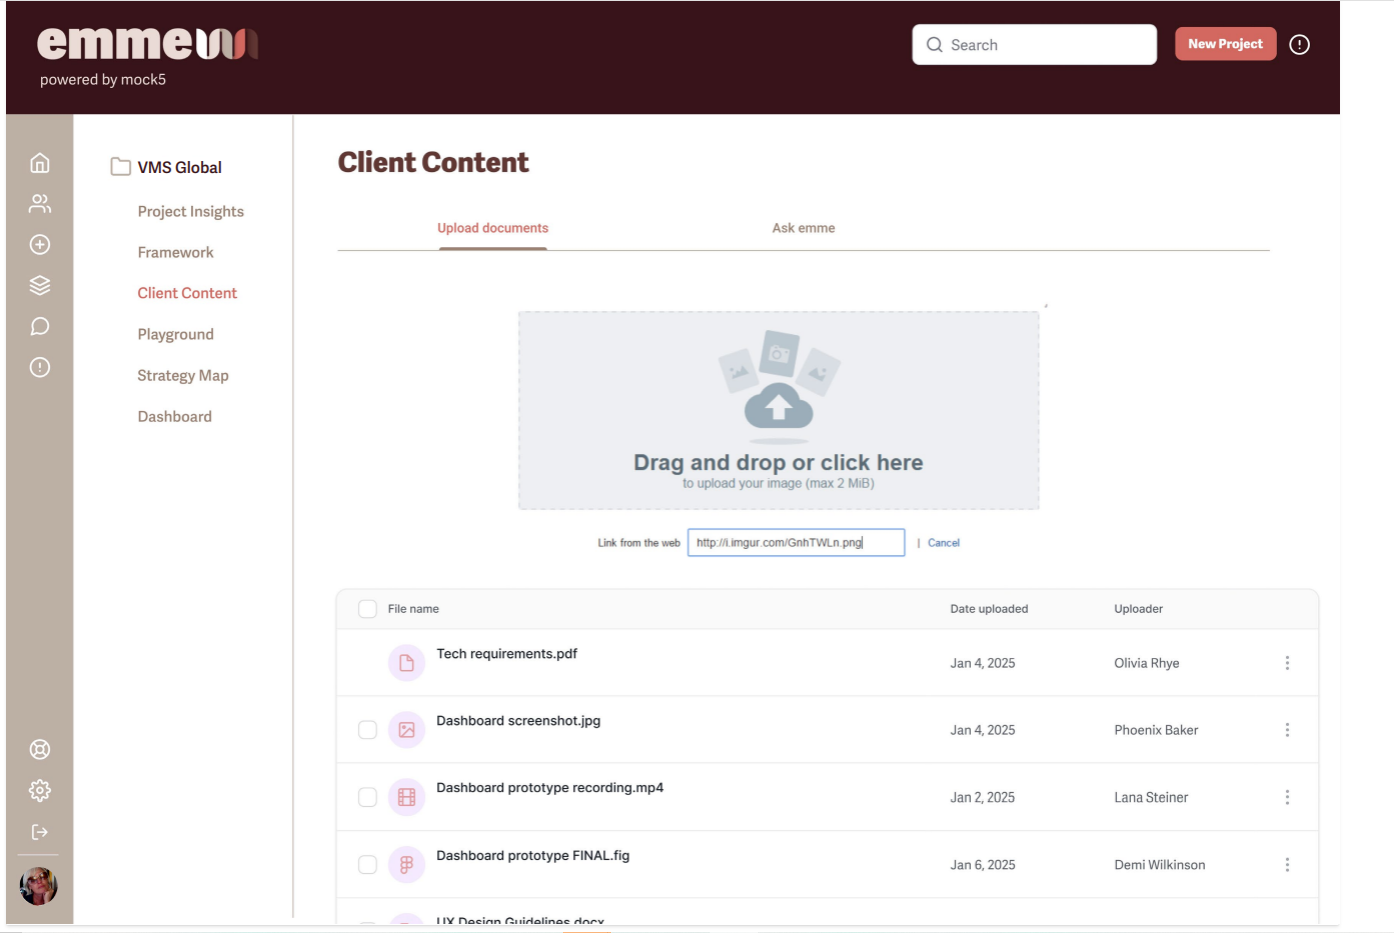 emme
powered by mock5
Search
New Project
VMS Global
Project Insights
Framework
Client Content
Playground
Strategy Map
Dashboard
Client Content
Upload documents
Ask emme
Drag and drop or click here
to upload your image (max 2 MiB)
Link from the web http://i.imgur.com/GnhTWLn.png | Cancel
File name Date uploaded Uploader
Tech requirements.pdf Jan 4, 2025 Olivia Rhye
Dashboard screenshot.jpg Jan 4, 2025 Phoenix Baker
Dashboard prototype recording.mp4 Jan 2, 2025 Lana Steiner
Dashboard prototype FINAL.fig Jan 6, 2025 Demi Wilkinson
UX Design Guidelines.docx